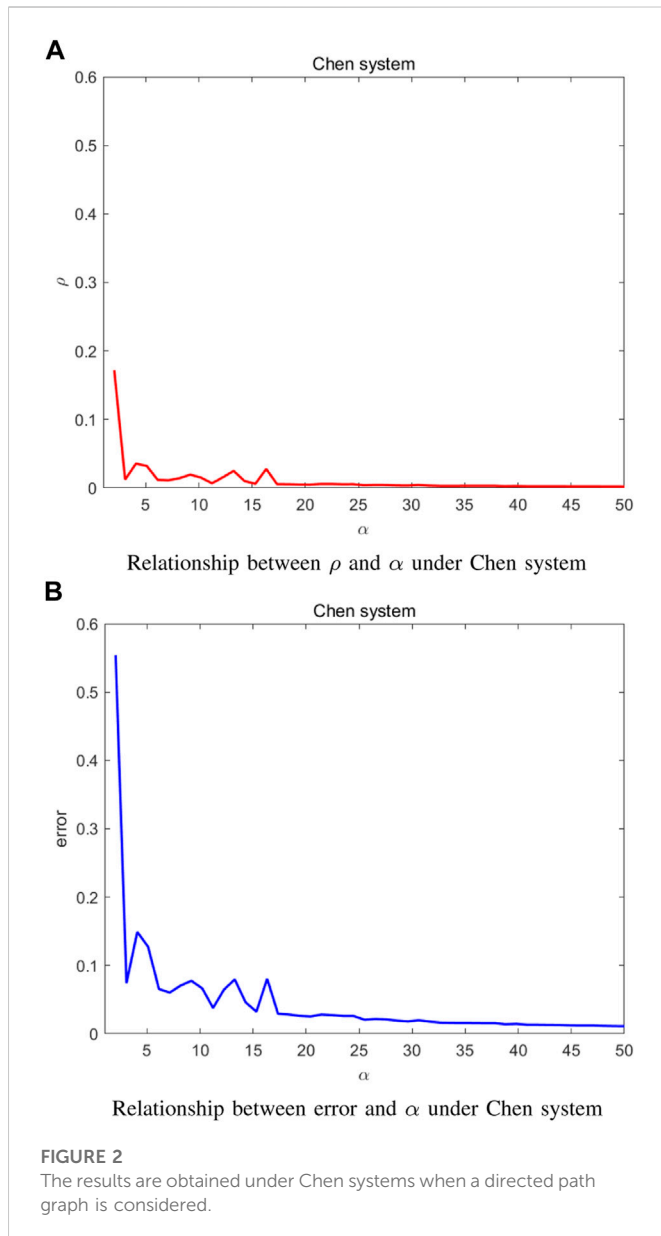 A
Chen system
0.6
0.5
0.4
ρ
0.3
0.2
0.1
0
5 10 15 20 25 30 35 40 45 50
α
Relationship between ρ and α under Chen system
B
Chen system
0.6
0.5
0.4
error
0.3
0.2
0.1
0
5 10 15 20 25 30 35 40 45 50
α
Relationship between error and α under Chen system
FIGURE 2
The results are obtained under Chen systems when a directed path
graph is considered.